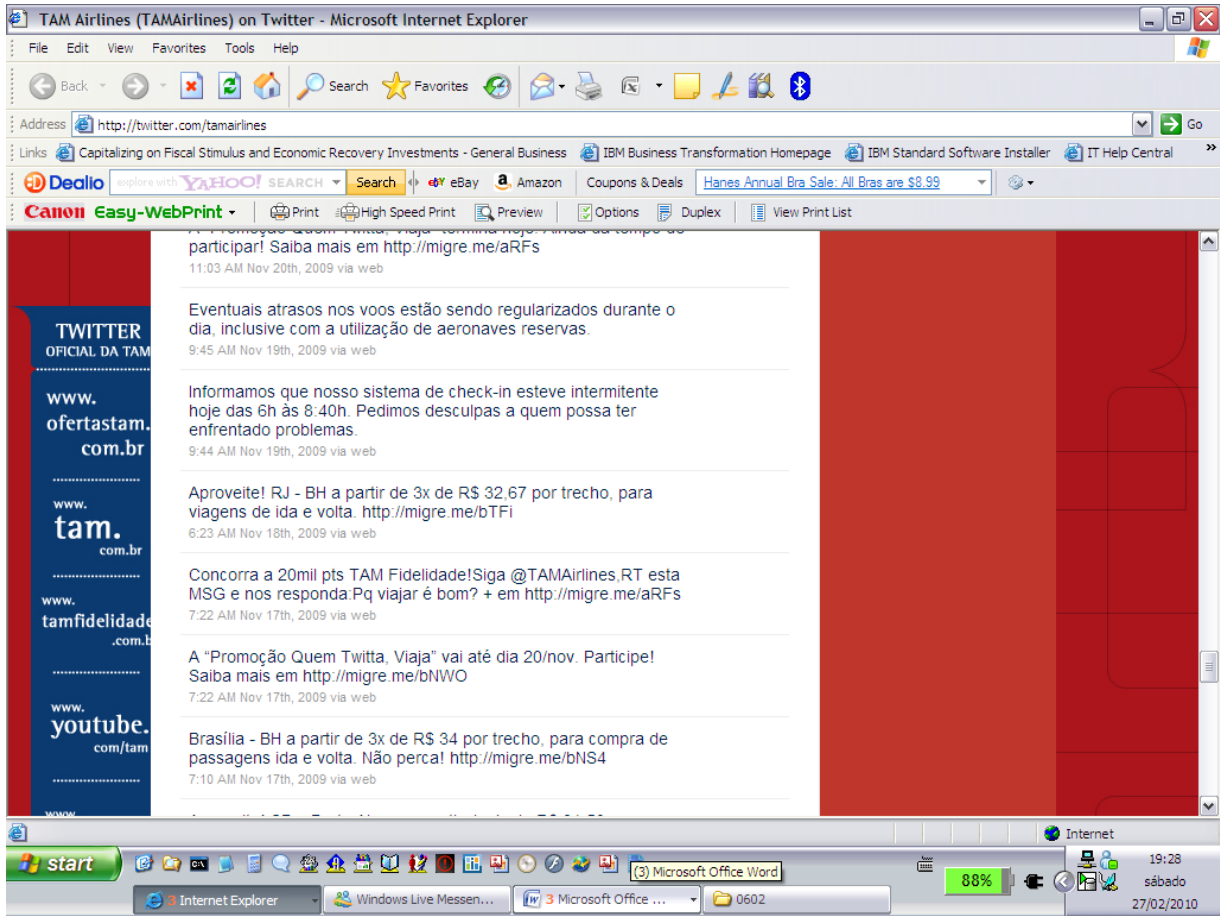 TAM Airlines (TAMAirlines) on Twitter - Microsoft Internet Explorer
File Edit View Favorites Tools Help
Back Search Favorites
Address http://twitter.com/tamairlines Go
Links Capitalizing on Fiscal Stimulus and Economic Recovery Investments - General Business IBM Business Transformation Homepage IBM Standard Software Installer IT Help Central »
Dealio explore with YAHOO! SEARCH Search eBay Amazon Coupons & Deals Hanes Annual Bra Sale: All Bras are $8.99
Canon Easy-WebPrint Print High Speed Print Preview Options Duplex View Print List
participar! Saiba mais em http://migre.me/aRFs
11:03 AM Nov 20th, 2009 via web
Eventuais atrasos nos voos estão sendo regularizados durante o
dia, inclusive com a utilização de aeronaves reservas.
9:45 AM Nov 19th, 2009 via web
Informamos que nosso sistema de check-in esteve intermitente
hoje das 6h às 8:40h. Pedimos desculpas a quem possa ter
enfrentado problemas.
9:44 AM Nov 19th, 2009 via web
Aproveite! RJ - BH a partir de 3x de R$ 32,67 por trecho, para
viagens de ida e volta. http://migre.me/bTFi
6:23 AM Nov 18th, 2009 via web
Concorra a 20mil pts TAM Fidelidade!Siga @TAMAirlines,RT esta
MSG e nos responda:Pq viajar é bom? + em http://migre.me/aRFs
7:22 AM Nov 17th, 2009 via web
A “Promoção Quem Twitta, Viaja” vai até dia 20/nov. Participe!
Saiba mais em http://migre.me/bNWO
7:22 AM Nov 17th, 2009 via web
Brasília - BH a partir de 3x de R$ 34 por trecho, para compra de
passagens ida e volta. Não perca! http://migre.me/bNS4
7:10 AM Nov 17th, 2009 via web
TWITTER
OFICIAL DA TAM
www.
ofertastam.
com.br
www.
tam.
com.br
www.
tamfidelidade
.com.b
www.
youtube.
com/tam
www
Internet
start
(3) Microsoft Office Word
88%
19:28
sábado
27/02/2010
3 Internet Explorer Windows Live Messen... 3 Microsoft Office ... 0602